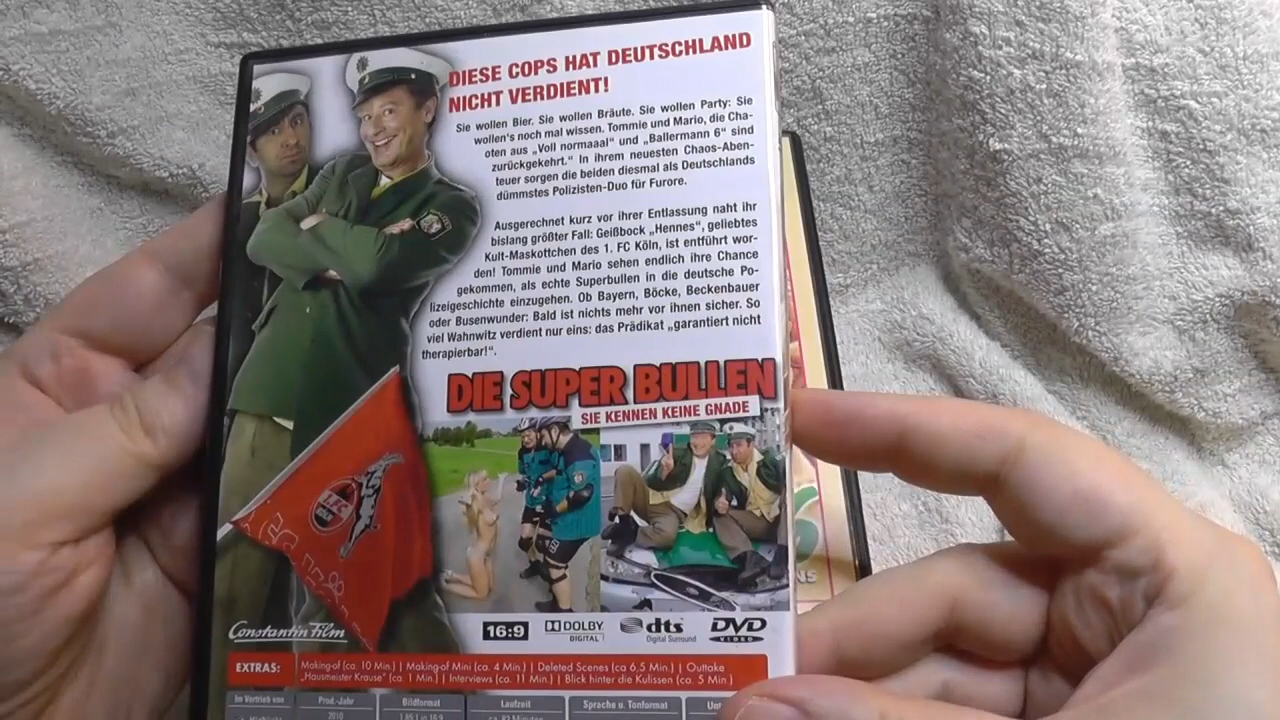 DIESE COPS HAT DEUTSCHLAND
NICHT VERDIENT!
Sie wollen Bier. Sie wollen Bräute. Sie wollen Party: Sie
wollen's noch mal wissen. Tommie und Mario, die Cha-
oten aus „Voll normaaal" und „Ballermann 6" sind
zurückgekehrt." In ihrem neuesten Chaos-Aben-
teuer sorgen die beiden diesmal als Deutschlands
dümmstes Polizisten-Duo für Furore.
Ausgerechnet kurz vor ihrer Entlassung naht ihr
bislang größter Fall: Geißbock „Hennes", geliebtes
Kult-Maskottchen des 1. FC Köln, ist entführt wor-
den! Tommie und Mario sehen endlich ihre Chance
gekommen, als echte Superbullen in die deutsche Po-
lizeigeschichte einzugehen. Ob Bayern, Böcke, Beckenbauer
oder Busenwunder: Bald ist nichts mehr vor ihnen sicher. So
viel Wahnwitz verdient nur eins: das Prädikat „garantiert nicht
therapierbar!".
DIE SUPER BULLEN
SIE KENNEN KEINE GNADE
Constantin Film
16:9
DOLBY
DIGITAL
dts
Digital Surround
DVD
VIDEO
EXTRAS:
Making-of (ca. 10 Min.) | Making-of Mini (ca. 4 Min.) | Deleted Scenes (ca 6,5 Min.) | Outtake
„Hausmeister Krause" (ca. 1 Min.) | Interviews (ca. 11 Min.) | Blick hinter die Kulissen (ca. 5 Min.)
Im Vertrieb von
Prod.-Jahr
Bildformat
Laufzeit
Sprache u. Tonformat
2010